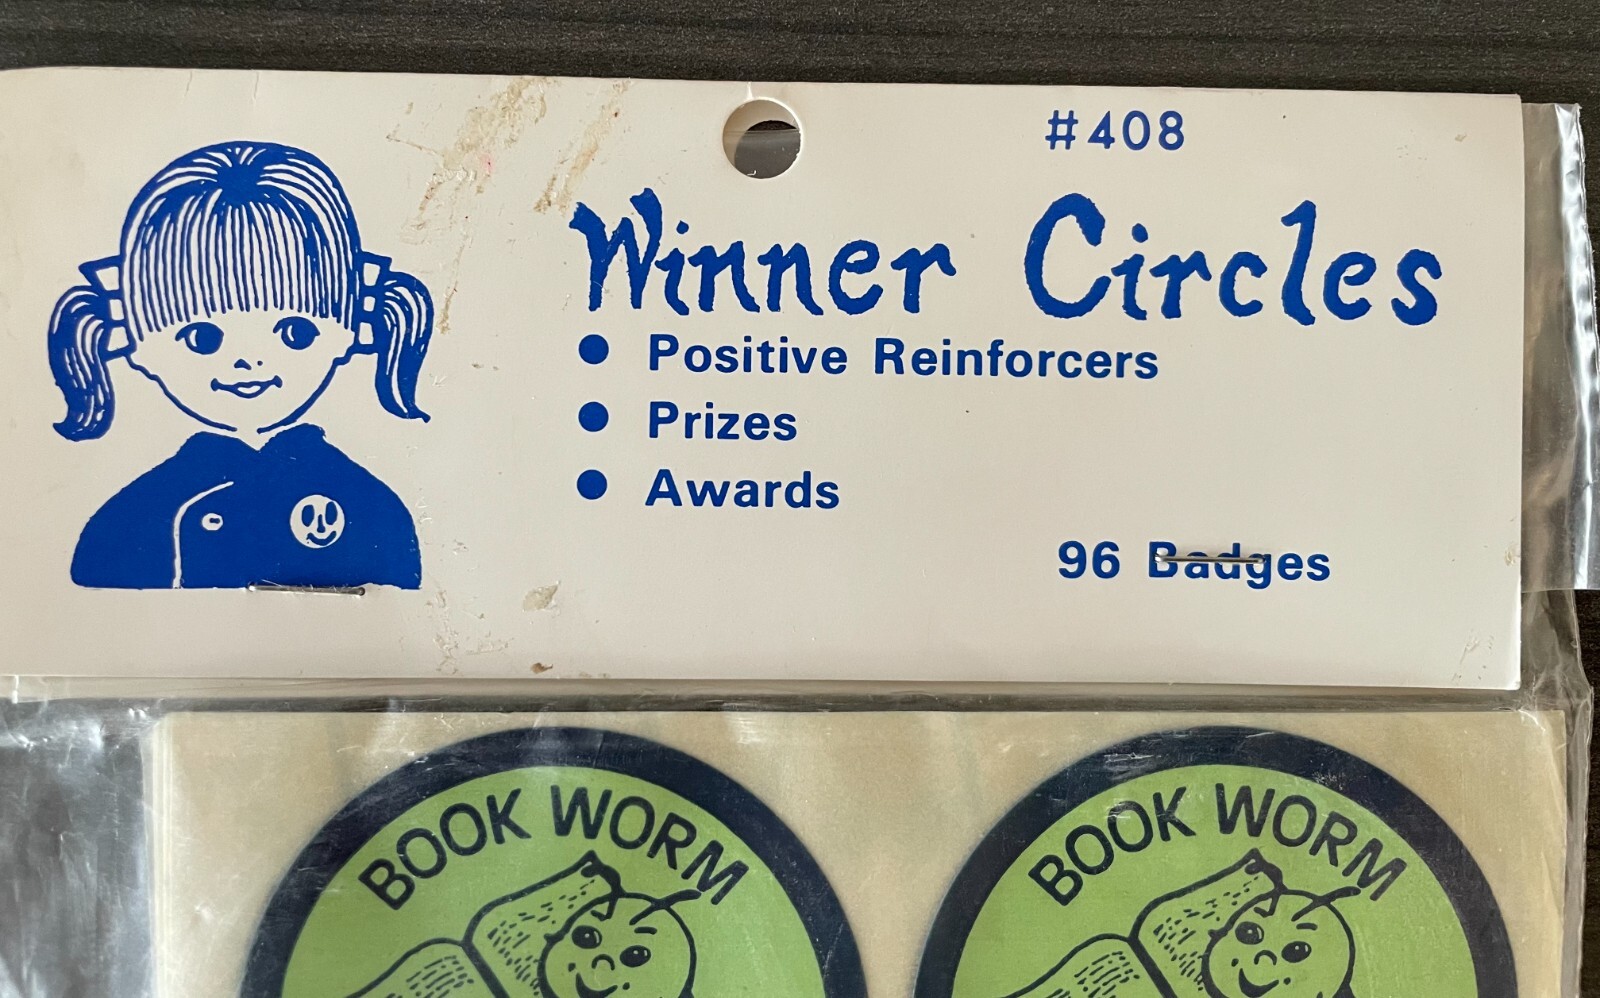 #408
Winner Circles
• Positive Reinforcers
• Prizes
• Awards
96 Badges
BOOK WORM
BOOK WORM